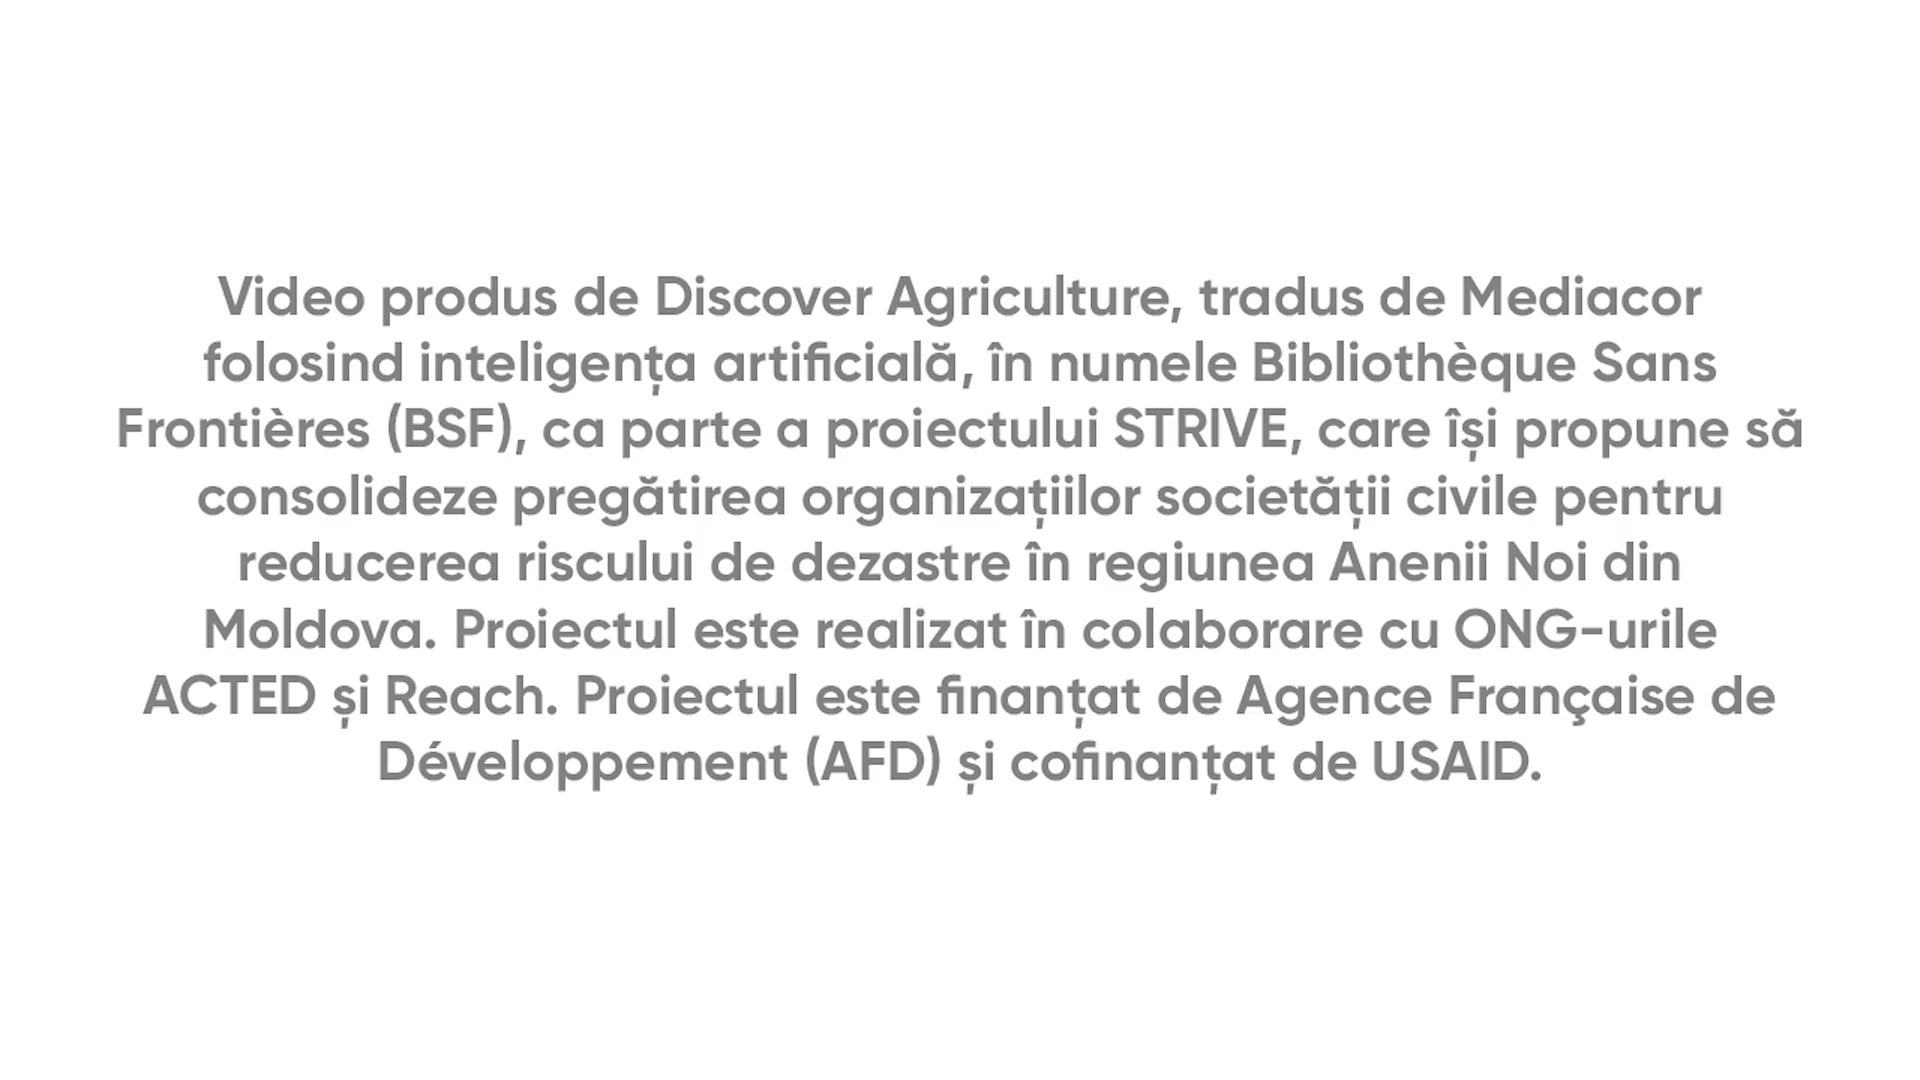 Video produs de Discover Agriculture, tradus de Mediacor
folosind inteligența artificială, în numele Bibliothèque Sans
Frontières (BSF), ca parte a proiectului STRIVE, care își propune să
consolideze pregătirea organizațiilor societății civile pentru
reducerea riscului de dezastre în regiunea Anenii Noi din
Moldova. Proiectul este realizat în colaborare cu ONG-urile
ACTED și Reach. Proiectul este finanțat de Agence Française de
Développement (AFD) și cofinanțat de USAID.